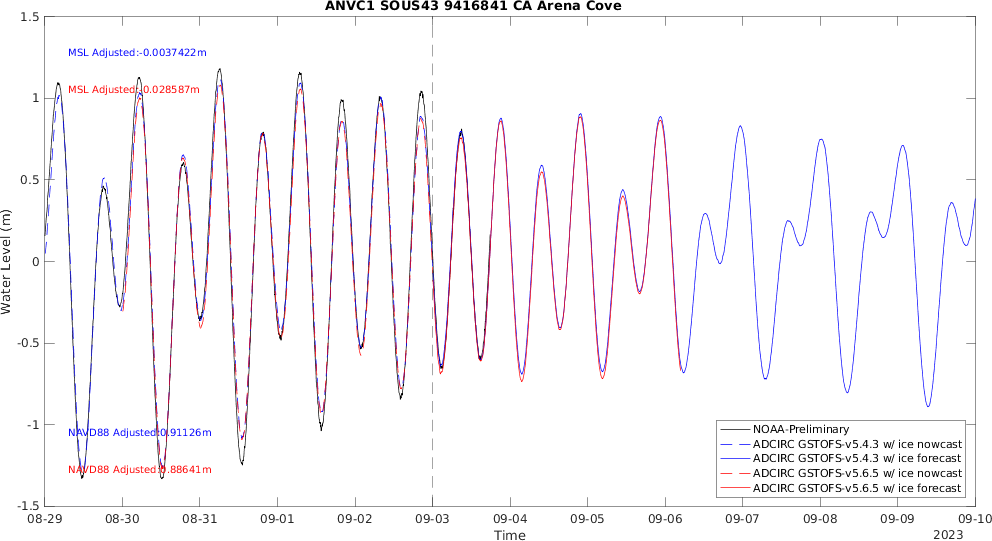 ANVC1 SOUS43 9416841 CA Arena Cove
1.5
MSL Adjusted:-0.0037422m
MSL Adjusted:-0.028587m
1
0.5
0
-0.5
-1
-1.5
Water Level (m)
NAVD88 Adjusted:0.91126m
NAVD88 Adjusted:0.88641m
NOAA-Preliminary
ADCIRC GSTOFS-v5.4.3 w/ ice nowcast
ADCIRC GSTOFS-v5.4.3 w/ ice forecast
ADCIRC GSTOFS-v5.6.5 w/ ice nowcast
ADCIRC GSTOFS-v5.6.5 w/ ice forecast
08-29 08-30 08-31 09-01 09-02 09-03 09-04 09-05 09-06 09-07 09-08 09-09 09-10
Time
2023